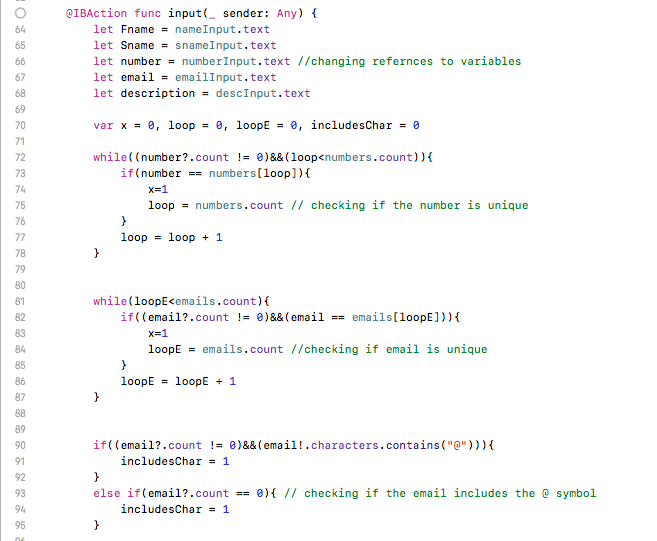 @IBAction func input(_ sender: Any) {
64 let Fname = nameInput.text
65 let Sname = snameInput.text
66 let number = numberInput.text //changing refernces to variables
67 let email = emailInput.text
68 let description = descInput.text
69
70 var x = 0, loop = 0, loopE = 0, includesChar = 0
71
72 while((number?.count != 0)&&(loop<numbers.count)){
73 if(number == numbers[loop]){
74 x=1
75 loop = numbers.count // checking if the number is unique
76 }
77 loop = loop + 1
78 }
79
80
81 while(loopE<emails.count){
82 if((email?.count != 0)&&(email == emails[loopE])){
83 x=1
84 loopE = emails.count //checking if email is unique
85 }
86 loopE = loopE + 1
87 }
88
89
90 if((email?.count != 0)&&(email!.characters.contains("@"))){
91 includesChar = 1
92 }
93 else if(email?.count == 0){ // checking if the email includes the @ symbol
94 includesChar = 1
95 }